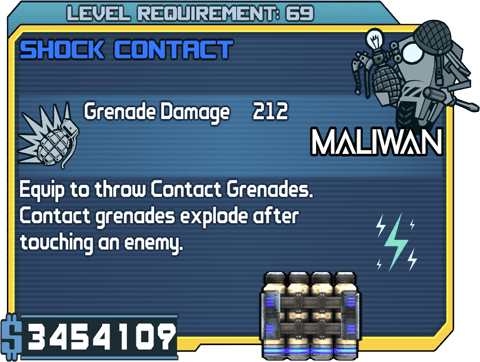 LEVEL REQUIREMENT: 69
SHOCK CONTACT
Grenade Damage 212
MALIWAN
Equip to throw Contact Grenades.
Contact grenades explode after
touching an enemy.
$3454109